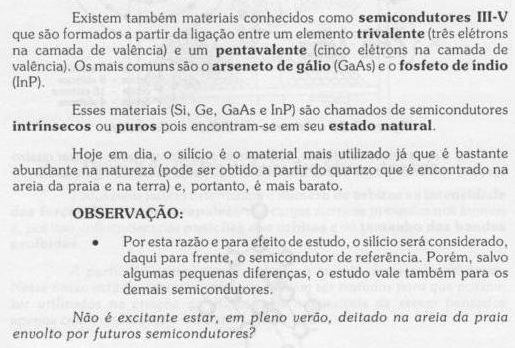 Existem também materiais conhecidos como semicondutores III-V
que são formados a partir da ligação entre um elemento trivalente (três elétrons
na camada de valência) e um pentavalente (cinco elétrons na camada de
valência). Os mais comuns são o arseneto de gálio (GaAs) e o fosfeto de índio
(InP).
Esses materiais (Si, Ge, GaAs e InP) são chamados de semicondutores
intrínsecos ou puros pois encontram-se em seu estado natural.
Hoje em dia, o silício é o material mais utilizado já que é bastante
abundante na natureza (pode ser obtido a partir do quartzo que é encontrado na
areia da praia e na terra) e, portanto, é mais barato.
OBSERVAÇÃO:
• Por esta razão e para efeito de estudo, o silício será considerado,
daqui para frente, o semicondutor de referência. Porém, salvo
algumas pequenas diferenças, o estudo vale também para os
demais semicondutores.
Não é excitante estar, em pleno verão, deitado na areia da praia
envolto por futuros semicondutores?